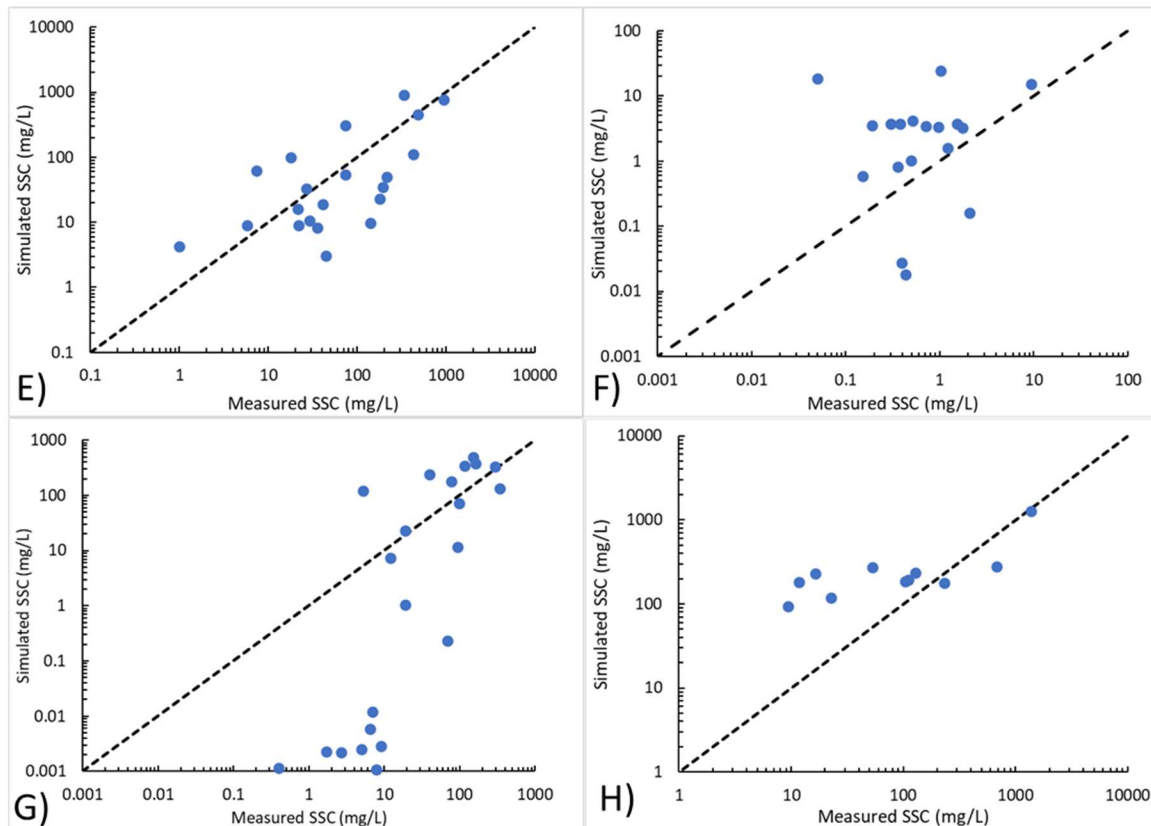 10000
1000
100
10
1
0.1
Simulated SSC (mg/L)
0.1 1 10 100 1000 10000
Measured SSC (mg/L)
E)
100
10
1
0.1
0.01
0.001
Simulated SSC (mg/L)
0.001 0.01 0.1 1 10 100
Measured SSC (mg/L)
F)
1000
100
10
1
0.1
0.01
0.001
Simulated SSC (mg/L)
0.001 0.01 0.1 1 10 100 1000
Measured SSC (mg/L)
G)
10000
1000
100
10
1
Simulated SSC (mg/L)
1 10 100 1000 10000
Measured SSC (mg/L)
H)